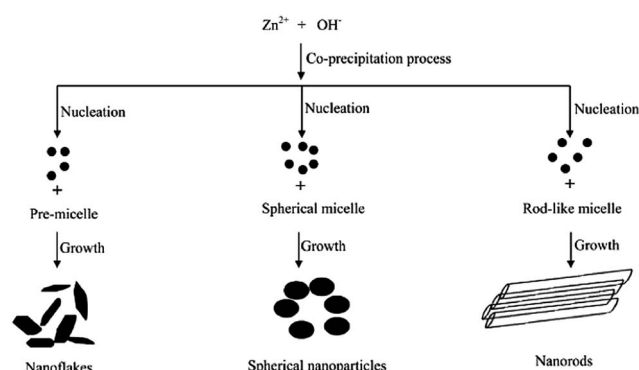 Zn²⁺ + OH⁻
Co-precipitation process
Nucleation
Nucleation
Nucleation
+
+
+
Pre-micelle
Spherical micelle
Rod-like micelle
Growth
Growth
Growth
Nanoflakes
Spherical nanoparticles
Nanorods